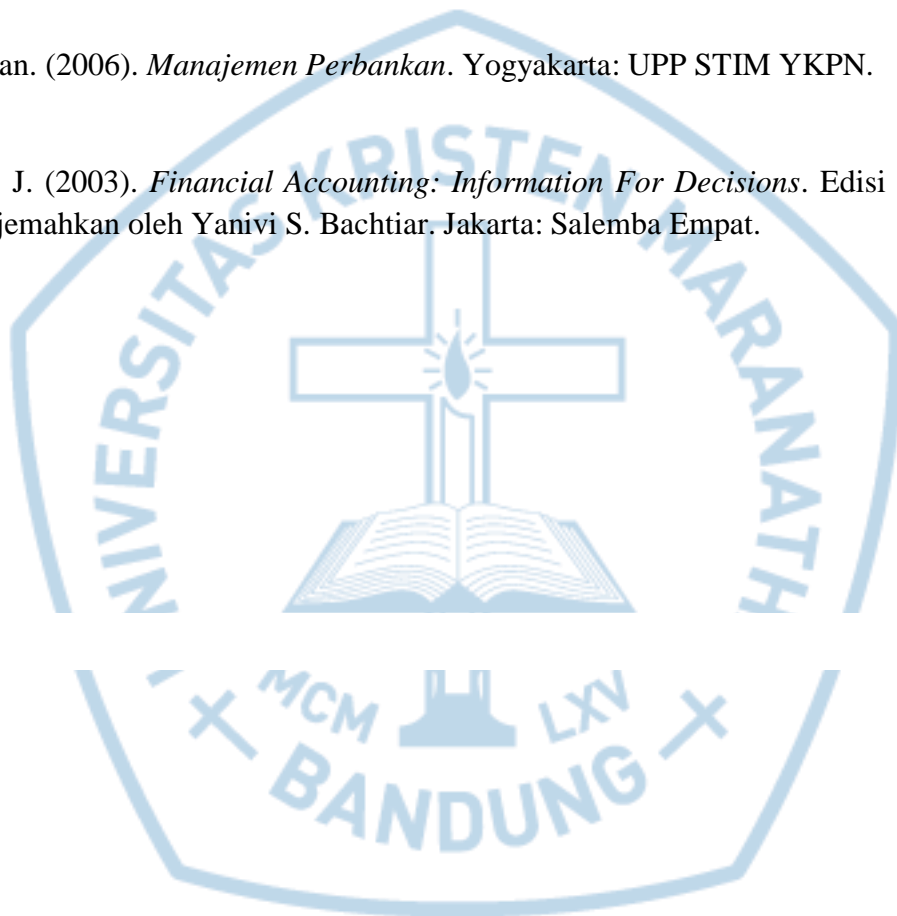 an. (2006). Manajemen Perbankan. Yogyakarta: UPP STIM YKPN.
J. (2003). Financial Accounting: Information For Decisions. Edisi
jemahkan oleh Yanivi S. Bachtiar. Jakarta: Salemba Empat.
UNIVERSITAS KRISTEN MARANATHA
MCM LXV
BANDUNG